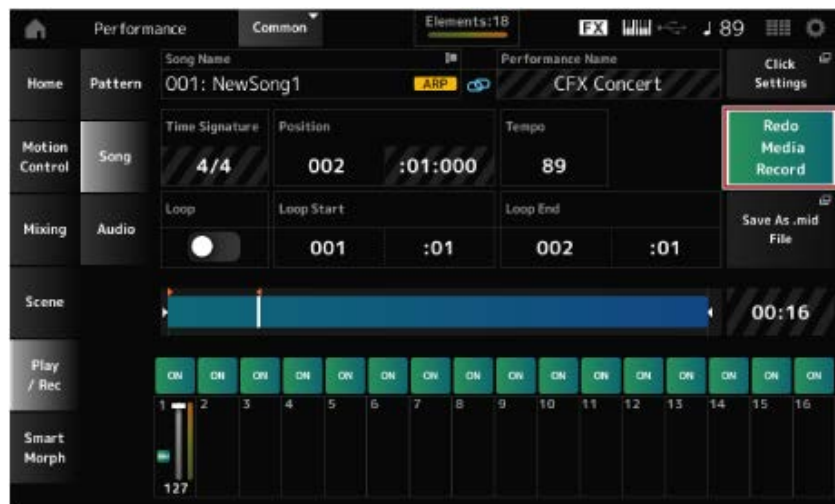 Performance
Common
Elements:18
FX
♩ 89
Home
Pattern
Song Name
001: NewSong1
ARP
Performance Name
CFX Concert
Click
Settings
Motion
Control
Song
Time Signature
4/4
Position
002
:01:000
Tempo
89
Redo
Media
Record
Mixing
Audio
Loop
Loop Start
001
:01
Loop End
002
:01
Save As .mid
File
Scene
00:16
Play
/ Rec
ON ON ON ON ON ON ON ON ON ON ON ON ON ON ON ON
1 2 3 4 5 6 7 8 9 10 11 12 13 14 15 16
Smart
Morph
127